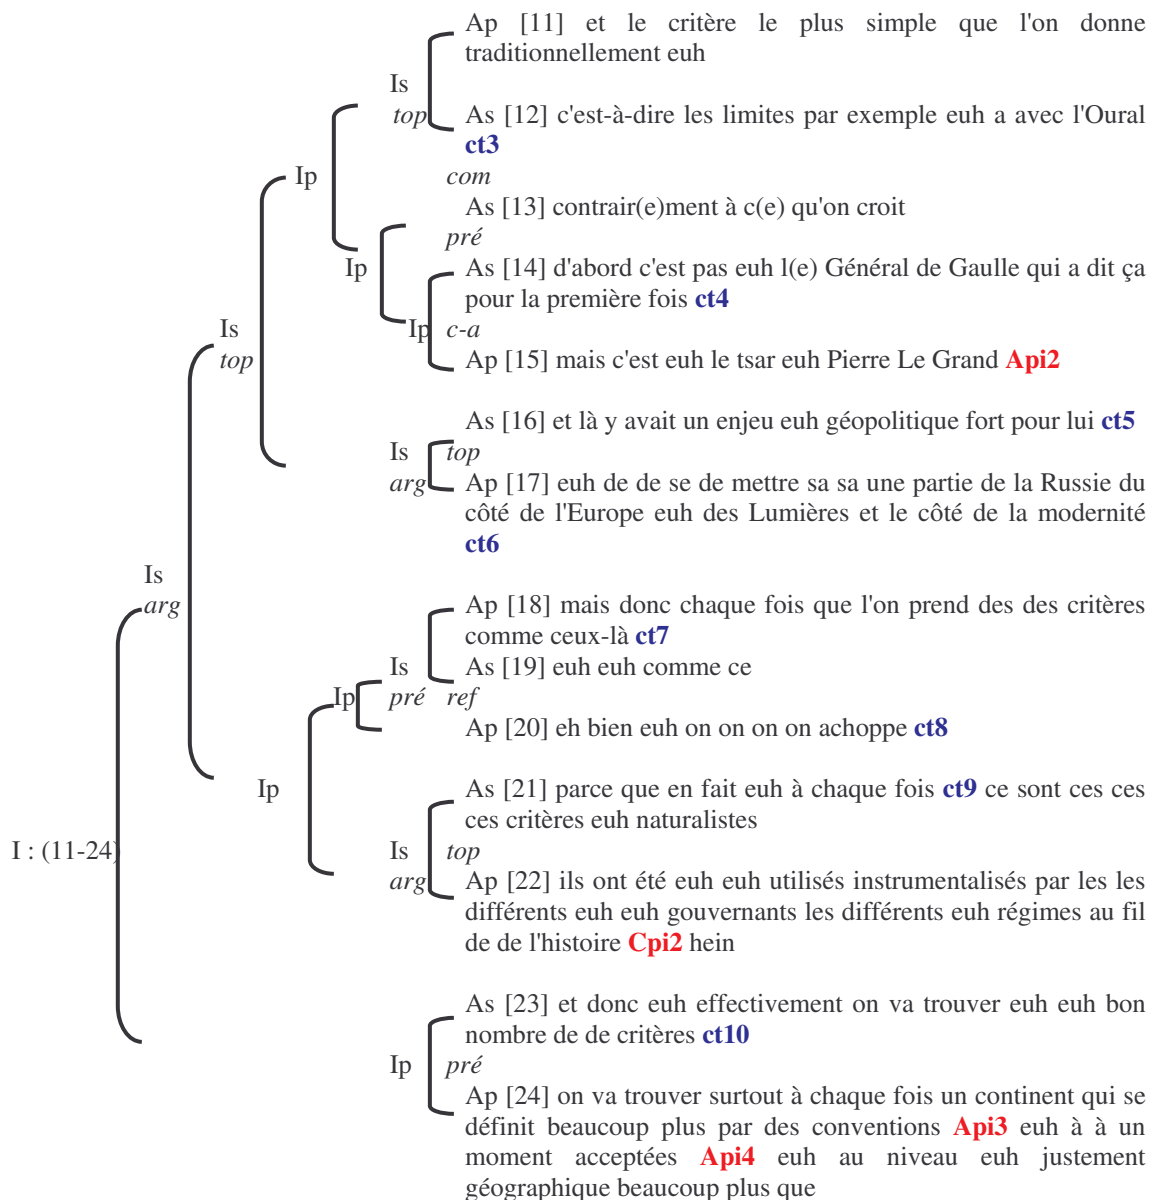 Ap [11] et le critère le plus simple que l'on donne
traditionnellement euh
Is
top
As [12] c'est-à-dire les limites par exemple euh a avec l'Oural
ct3
Ip
com
As [13] contrair(e)ment à c(e) qu'on croit
pré
Ip
As [14] d'abord c'est pas euh l(e) Général de Gaulle qui a dit ça
pour la première fois ct4
Is
Ip c-a
top
Ap [15] mais c'est euh le tsar euh Pierre Le Grand Api2
As [16] et là y avait un enjeu euh géopolitique fort pour lui ct5
Is top
arg
Ap [17] euh de de se de mettre sa sa une partie de la Russie du
côté de l'Europe euh des Lumières et le côté de la modernité
ct6
Is
arg
Ap [18] mais donc chaque fois que l'on prend des des critères
comme ceux-là ct7
Is
As [19] euh euh comme ce
Ip pré ref
Ap [20] eh bien euh on on on on achoppe ct8
Ip
As [21] parce que en fait euh à chaque fois ct9 ce sont ces ces
ces critères euh naturalistes
I : (11-24)
Is top
arg
Ap [22] ils ont été euh euh utilisés instrumentalisés par les les
différents euh euh gouvernants les différents euh régimes au fil
de de l'histoire Cpi2 hein
As [23] et donc euh effectivement on va trouver euh euh bon
nombre de de critères ct10
Ip pré
Ap [24] on va trouver surtout à chaque fois un continent qui se
définit beaucoup plus par des conventions Api3 euh à à un
moment acceptées Api4 euh au niveau euh justement
géographique beaucoup plus que